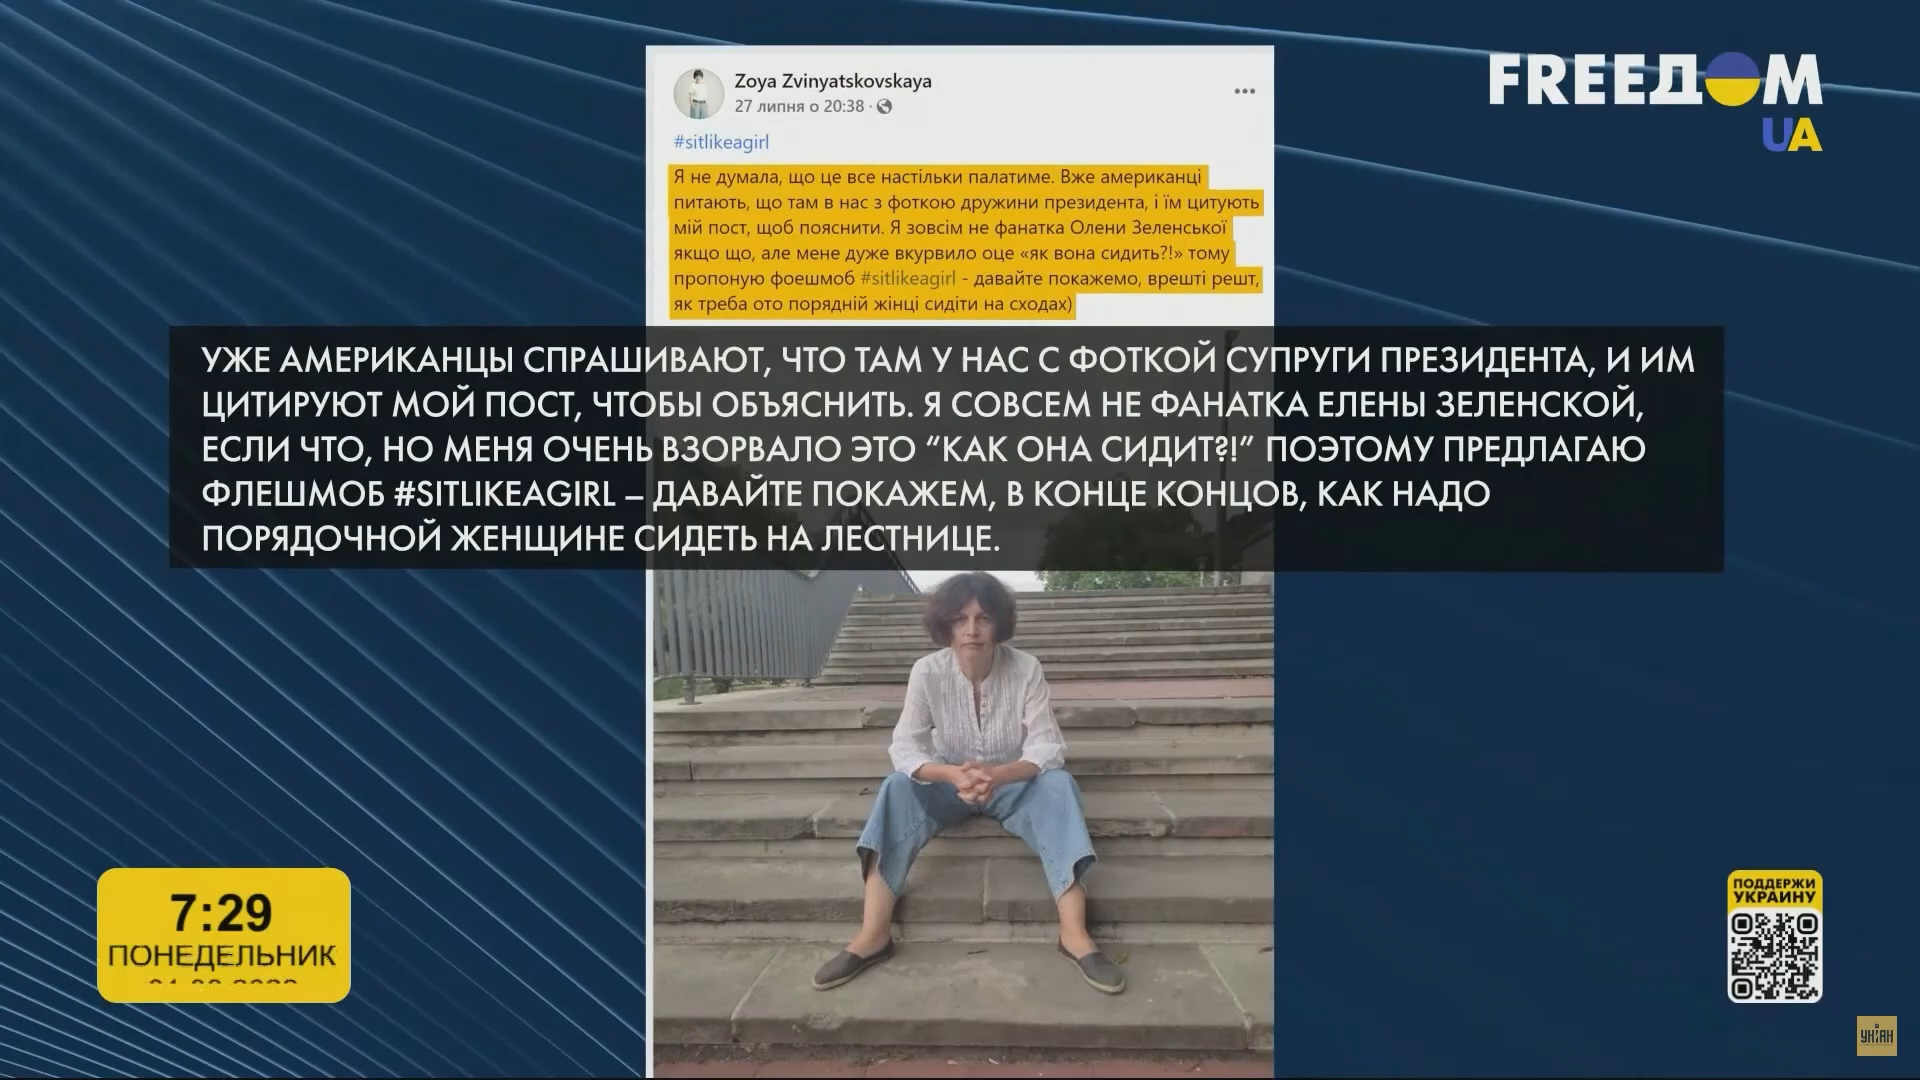 FREEДOM
UA
Zoya Zvinyatskovskaya
27 липня о 20:38 ·
#sitlikeagirl
Я не думала, що це все настільки палатиме. Вже американці
питають, що там в нас з фоткою дружини президента, і їм цитують
мій пост, щоб пояснити. Я зовсім не фанатка Олени Зеленської
якщо що, але мене дуже вкурвило оце «як вона сидить?!» тому
пропоную фоешмоб #sitlikeagirl - давайте покажемо, врешті решт,
як треба ото порядній жінці сидіти на сходах)
УЖЕ АМЕРИКАНЦЫ СПРАШИВАЮТ, ЧТО ТАМ У НАС С ФОТКОЙ СУПРУГИ ПРЕЗИДЕНТА, И ИМ
ЦИТИРУЮТ МОЙ ПОСТ, ЧТОБЫ ОБЪЯСНИТЬ. Я СОВСЕМ НЕ ФАНАТКА ЕЛЕНЫ ЗЕЛЕНСКОЙ,
ЕСЛИ ЧТО, НО МЕНЯ ОЧЕНЬ ВЗОРВАЛО ЭТО “КАК ОНА СИДИТ?!” ПОЭТОМУ ПРЕДЛАГАЮ
ФЛЕШМОБ #SITLIKEAGIRL – ДАВАЙТЕ ПОКАЖЕМ, В КОНЦЕ КОНЦОВ, КАК НАДО
ПОРЯДОЧНОЙ ЖЕНЩИНЕ СИДЕТЬ НА ЛЕСТНИЦЕ.
7:29
ПОНЕДЕЛЬНИК
ПОДДЕРЖИ
УКРАИНУ
УНІАН